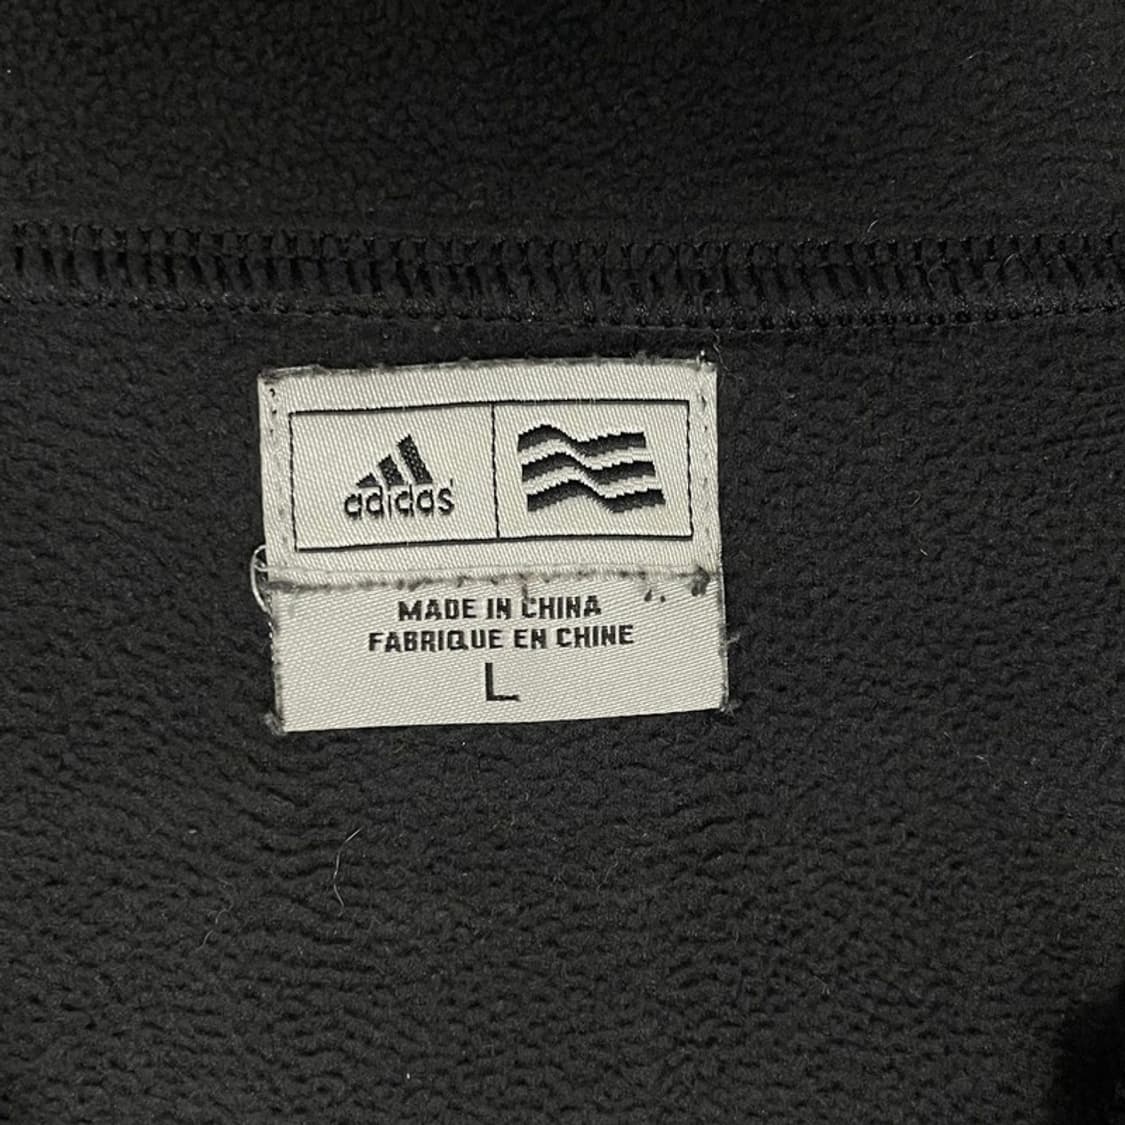 adidas
MADE IN CHINA
FABRIQUE EN CHINE
L